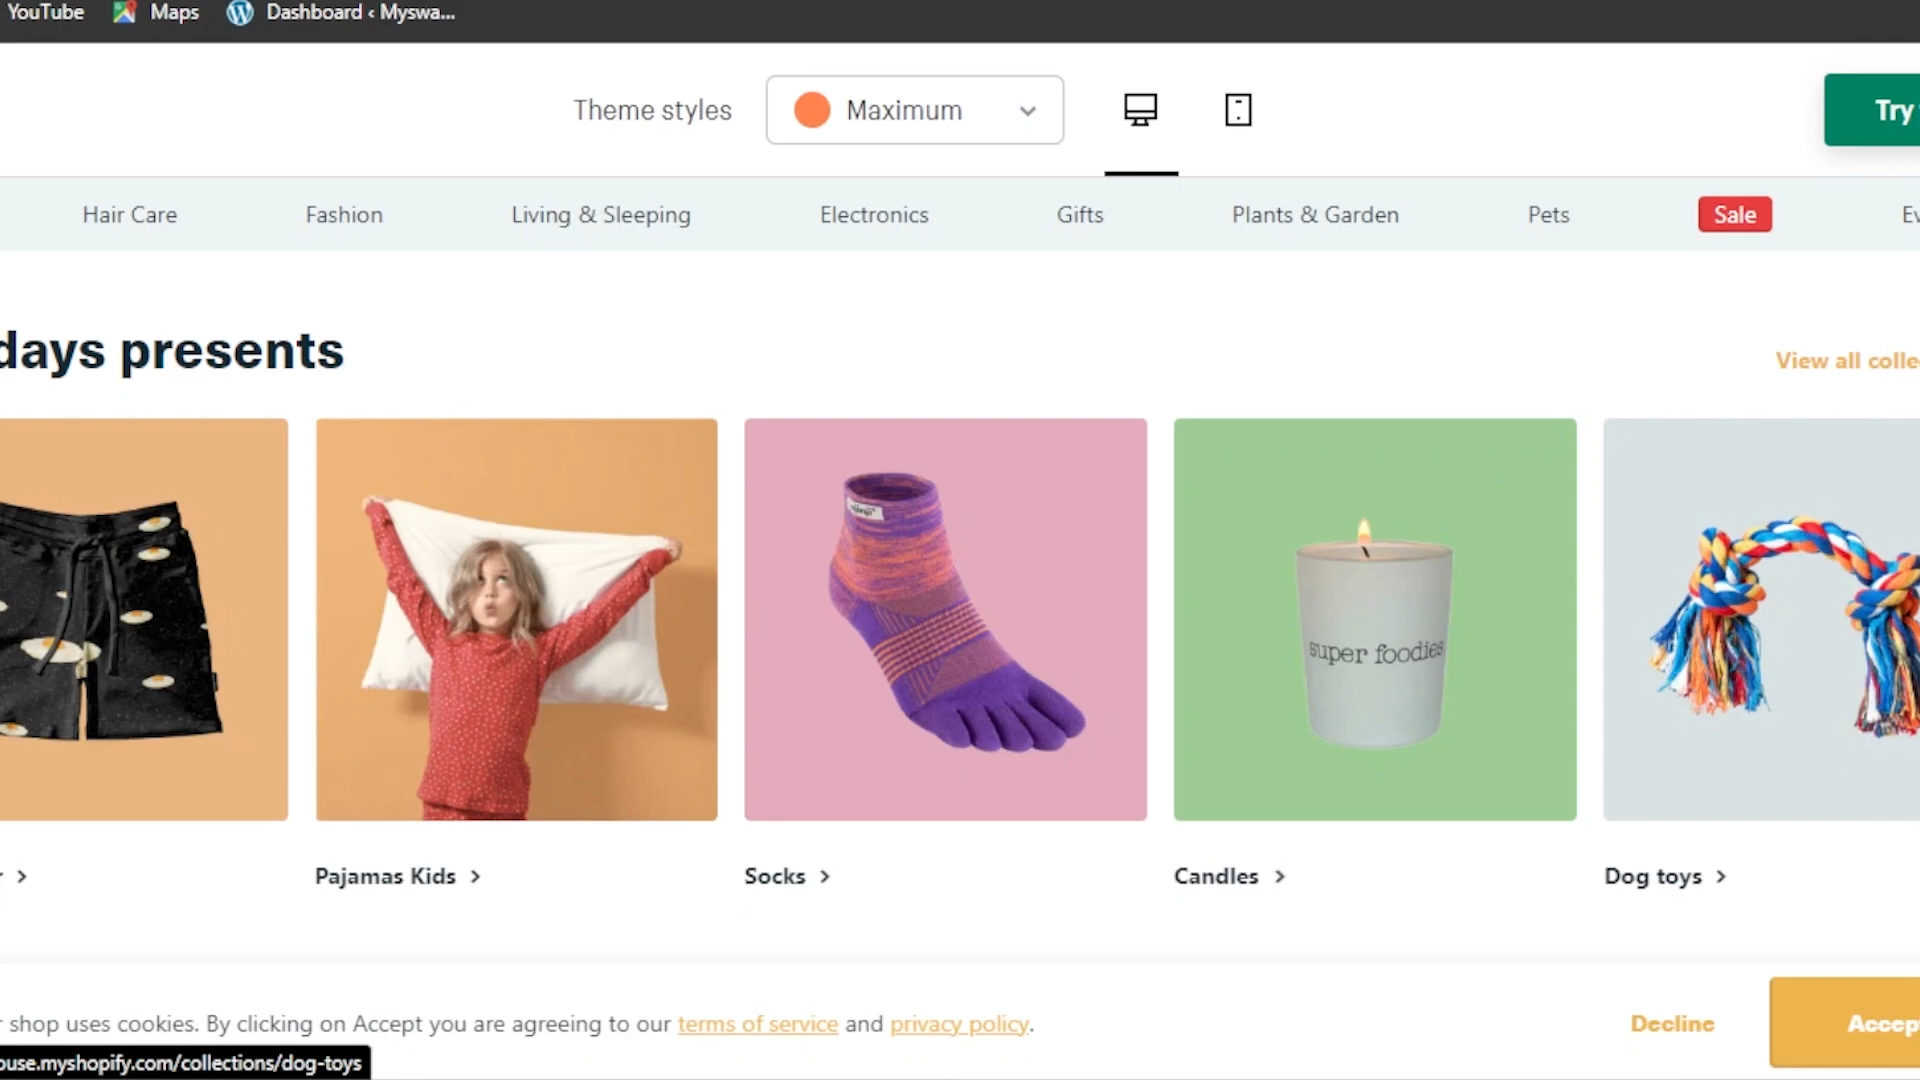 YouTube Maps Dashboard ‹ Myswa...
Theme styles Maximum Try
Hair Care Fashion Living & Sleeping Electronics Gifts Plants & Garden Pets Sale Ev
days presents
View all colle
super foodies
r > Pajamas Kids > Socks > Candles > Dog toys >
r shop uses cookies. By clicking on Accept you are agreeing to our terms of service and privacy policy.
Decline Accep
ouse.myshopify.com/collections/dog-toys